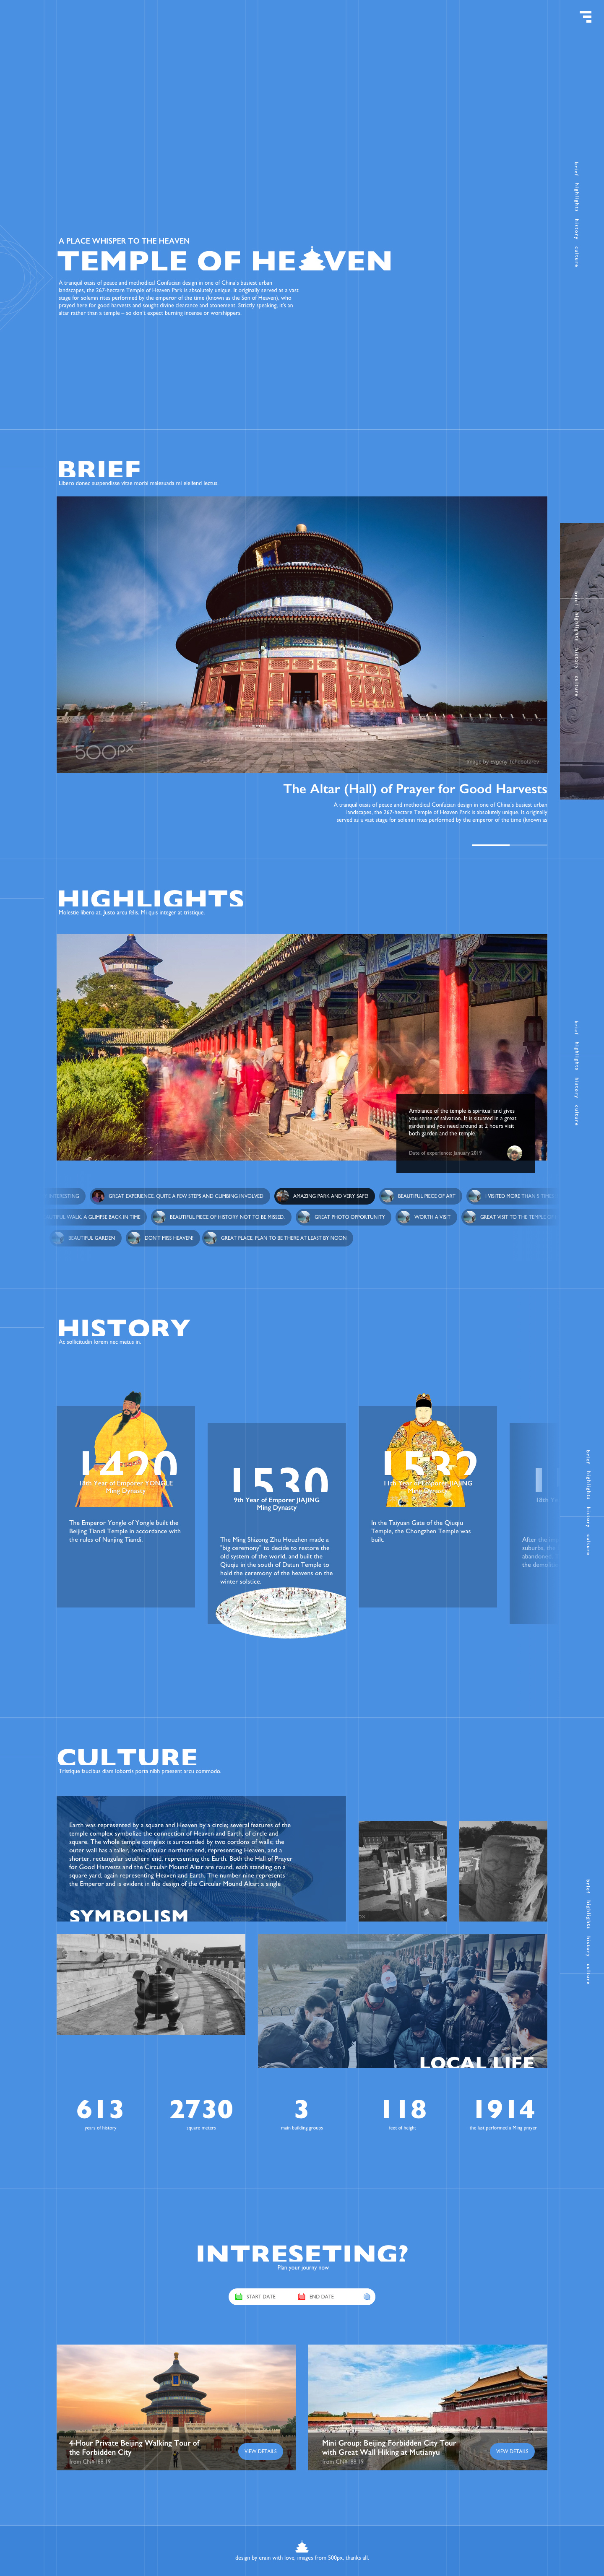 brief highlights history culture
A PLACE WHISPER TO THE HEAVEN
TEMPLE OF HEAVEN
A tranquil oasis of peace and methodical Confucian design in one of China's busiest urban
landscapes, the 267-hectare Temple of Heaven Park is absolutely unique. It originally served as a vast
stage for solemn rites performed by the emperor of the time (known as the Son of Heaven), who
prayed here for good harvests and sought divine clearance and atonement. Strictly speaking, it's an
altar rather than a temple – so don't expect burning incense or worshippers.
BRIEF
Libero donec suspendisse vitae morbi malesuada mi eleifend lectus.
brief highlights history culture
500px
Image by Evgeny Tchebotarev
The Altar (Hall) of Prayer for Good Harvests
A tranquil oasis of peace and methodical Confucian design in one of China's busiest urban
landscapes, the 267-hectare Temple of Heaven Park is absolutely unique. It originally
served as a vast stage for solemn rites performed by the emperor of the time (known as
HIGHLIGHTS
Molestie libero at. Justo arcu felis. Mi quis integer at tristique.
brief highlights history culture
Ambiance of the temple is spiritual and gives
you sense of salvation. It is situated in a great
garden and you need around at 2 hours visit
both garden and the temple.
Date of experience: January 2019
GREAT EXPERIENCE, QUITE A FEW STEPS AND CLIMBING INVOLVED
AMAZING PARK AND VERY SAFE!
BEAUTIFUL PIECE OF ART
I VISITED MORE THAN 5
WALK, A GLIMPSE BACK IN TIME
BEAUTIFUL PIECE OF HISTORY NOT TO BE MISSED.
GREAT PHOTO OPPORTUNITY
WORTH A VISIT
GREAT VISIT TO THE TEMPLE
BEAUTIFUL GARDEN
DON'T MISS HEAVEN!
GREAT PLACE. PLAN TO BE THERE AT LEAST BY NOON
HISTORY
Ac sollicitudin lorem nec metus in.
brief highlights history culture
1420
18th Year of Emporer YONGLE
Ming Dynasty
The Emperor Yongle of Yongle built the
Beijing Tiandi Temple in accordance with
the rules of Nanjing Tiandi.
1530
9th Year of Emporer JIAJING
Ming Dynasty
The Ming Shizong Zhu Houzhen made a
"big ceremony" to decide to restore the
old system of the world, and built the
Qiuqiu in the south of Datun Temple to
hold the ceremony of the heavens on the
winter solstice.
1532
11th Year of Emporer JIAJING
Ming Dynasty
In the Taiyuan Gate of the Qiuqiu
Temple, the Chongzhen Temple was
built.
1
18th
After the
suburbs, the
abandoned
the demolis
CULTURE
Tristique faucibus diam lobortis porta nibh praesent arcu commodo.
brief highlights history culture
Earth was represented by a square and Heaven by a circle; several features of the
temple complex symbolize the connection of Heaven and Earth, of circle and
square. The whole temple complex is surrounded by two cordons of walls; the
outer wall has a taller, semi-circular northern end, representing Heaven, and a
shorter, rectangular southern end, representing Earth. Both the Hall of Prayer
for Good Harvests and the Circular Mound Altar are round, each standing on a
square yard, again representing Heaven and Earth. The number nine represents
the Emperor and is evident in the design of the Circular Mound Altar: a single
SYMBOLISM
LOCAL LIFE
613
years of history
2730
square meters
3
main building groups
118
feet of height
1914
the last performed a Ming prayer
INTRESETING?
Plan your journy now
START DATE
END DATE
4-Hour Private Beijing Walking Tour of
the Forbidden City
from CN¥188.19
VIEW DETAILS
Mini Group: Beijing Forbidden City Tour
with Great Wall Hiking at Mutianyu
from CN¥188.19
VIEW DETAILS
design by erain with love, images from 500px, thanks all.